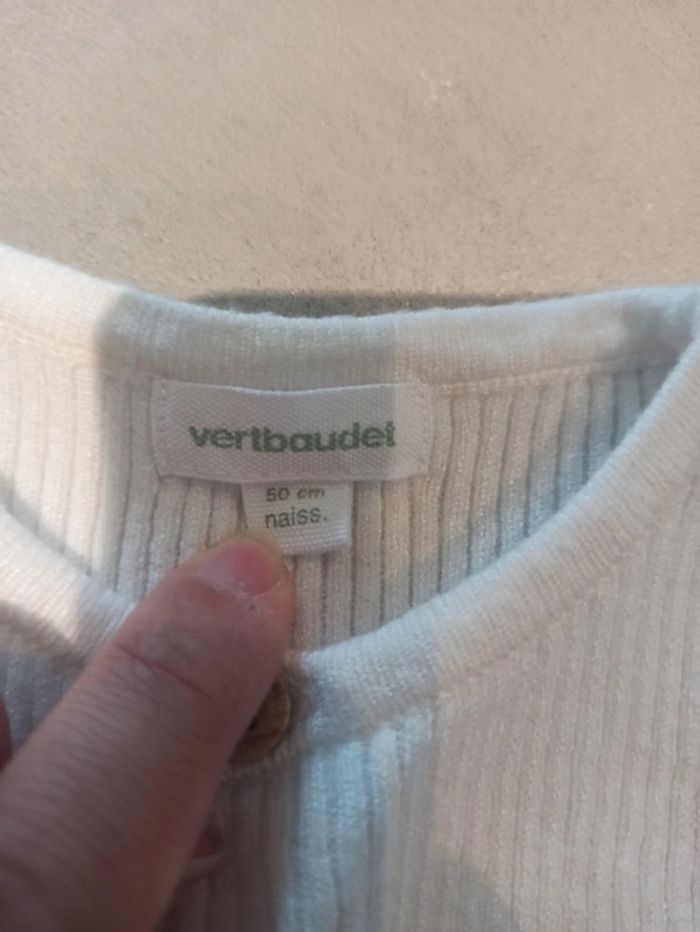 vertbaudet
50 cm
naiss.